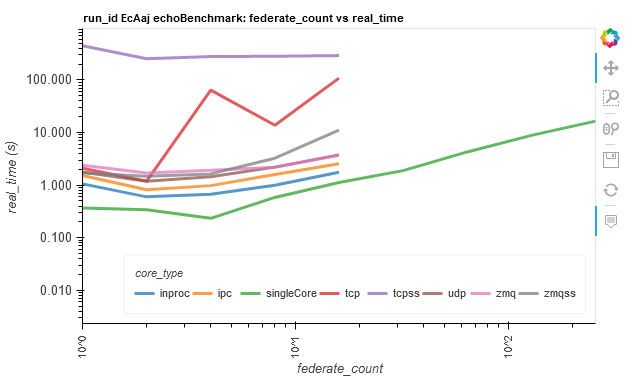 run_id EcAaj echoBenchmark: federate_count vs real_time
real_time (s)
100.000
10.000
1.000
0.100
0.010
core_type
inproc ipc singleCore tcp tcpss udp zmq zmqss
10^0 10^1 10^2
federate_count